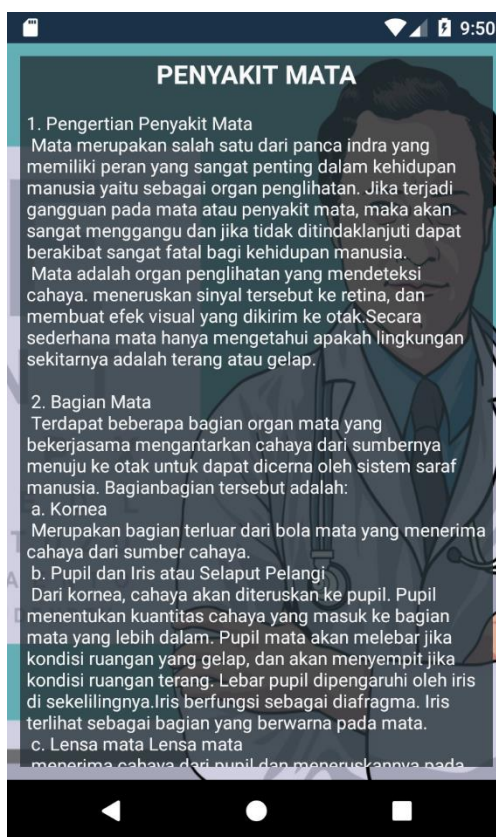 9:50
PENYAKIT MATA
1. Pengertian Penyakit Mata
Mata merupakan salah satu dari panca indra yang
memiliki peran yang sangat penting dalam kehidupan
manusia yaitu sebagai organ penglihatan. Jika terjadi
gangguan pada mata atau penyakit mata, maka akan
sangat menggangu dan jika tidak ditindaklanjuti dapat
berakibat sangat fatal bagi kehidupan manusia.
Mata adalah organ penglihatan yang mendeteksi
cahaya. meneruskan sinyal tersebut ke retina, dan
membuat efek visual yang dikirim ke otak.Secara
sederhana mata hanya mengetahui apakah lingkungan
sekitarnya adalah terang atau gelap.
2. Bagian Mata
Terdapat beberapa bagian organ mata yang
bekerjasama mengantarkan cahaya dari sumbernya
menuju ke otak untuk dapat dicerna oleh sistem saraf
manusia. Bagianbagian tersebut adalah:
a. Kornea
Merupakan bagian terluar dari bola mata yang menerima
cahaya dari sumber cahaya.
b. Pupil dan Iris atau Selaput Pelangi
Dari kornea, cahaya akan diteruskan ke pupil. Pupil
menentukan kuantitas cahaya yang masuk ke bagian
mata yang lebih dalam. Pupil mata akan melebar jika
kondisi ruangan yang gelap, dan akan menyempit jika
kondisi ruangan terang. Lebar pupil dipengaruhi oleh iris
di sekelilingnya.Iris berfungsi sebagai diafragma. Iris
terlihat sebagai bagian yang berwarna pada mata.
c. Lensa mata Lensa mata
menerima cahaya dari pupil dan meneruskannya pada